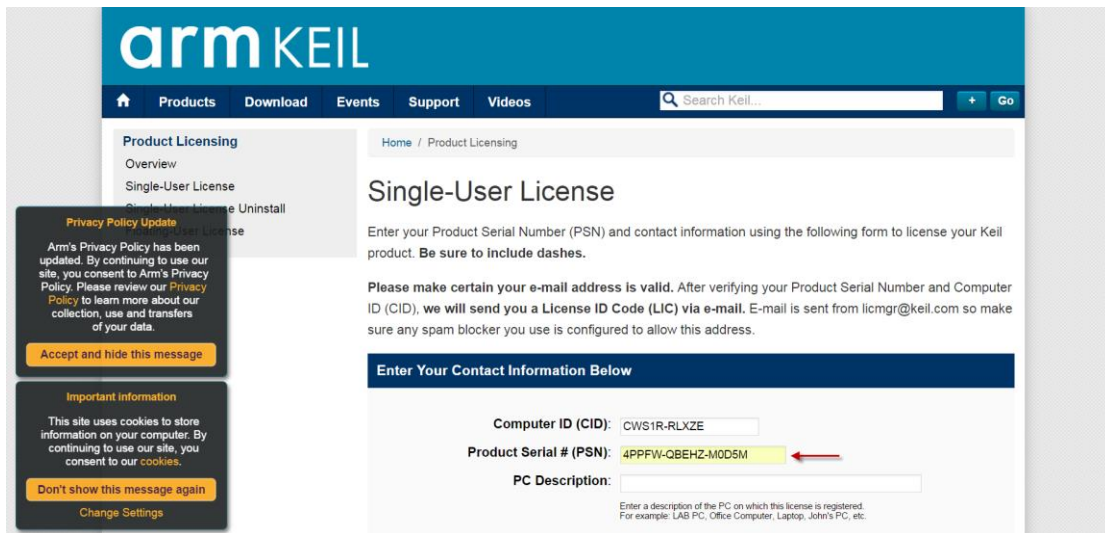 arm KEIL
Products Download Events Support Videos Search Keil... + Go
Product Licensing
Overview
Single-User License
Single-User License Uninstall
Floating-User License
Home / Product Licensing
Single-User License
Enter your Product Serial Number (PSN) and contact information using the following form to license your Keil
product. Be sure to include dashes.
Please make certain your e-mail address is valid. After verifying your Product Serial Number and Computer
ID (CID), we will send you a License ID Code (LIC) via e-mail. E-mail is sent from licmgr@keil.com so make
sure any spam blocker you use is configured to allow this address.
Enter Your Contact Information Below
Computer ID (CID): CWS1R-RLXZE
Product Serial # (PSN): 4PPFW-QBEHZ-M0D5M
PC Description:
Enter a description of the PC on which this license is registered.
For example: LAB PC, Office Computer, Laptop, John's PC, etc.
Privacy Policy Update
Arm's Privacy Policy has been
updated. By continuing to use our
site, you consent to Arm's Privacy
Policy. Please review our Privacy
Policy to learn more about our
collection, use and transfers
of your data.
Accept and hide this message
Important information
This site uses cookies to store
information on your computer. By
continuing to use our site, you
consent to our cookies.
Don't show this message again
Change Settings